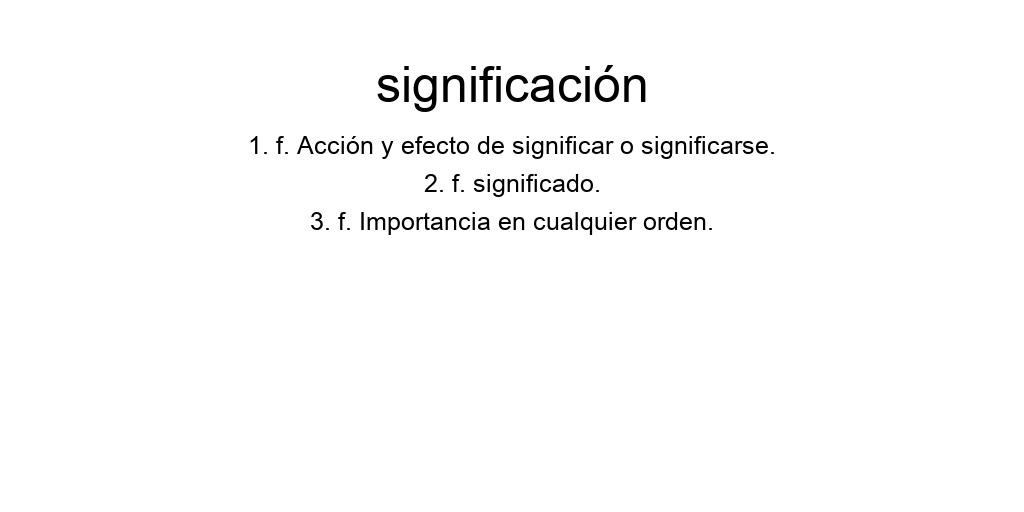 significación
1. f. Acción y efecto de significar o significarse.
2. f. significado.
3. f. Importancia en cualquier orden.